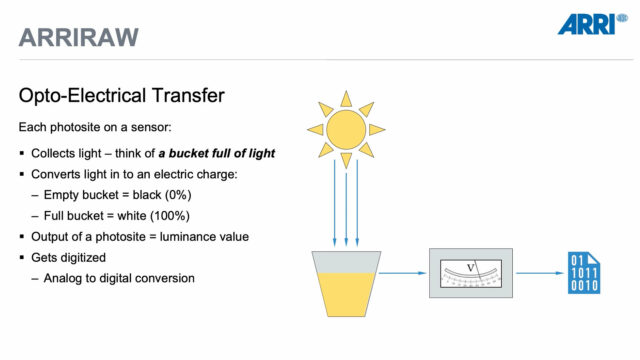 ARRIRAW
ARRI
Opto-Electrical Transfer
Each photosite on a sensor:
▪ Collects light – think of a bucket full of light
▪ Converts light in to an electric charge:
– Empty bucket = black (0%)
– Full bucket = white (100%)
▪ Output of a photosite = luminance value
▪ Gets digitized
– Analog to digital conversion
V
01
1011
0010